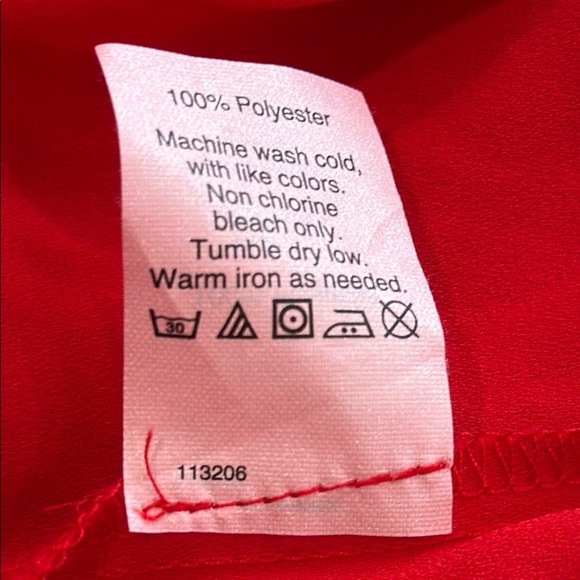 100% Polyester
Machine wash cold,
with like colors.
Non chlorine
bleach only.
Tumble dry low.
Warm iron as needed.
30
113206